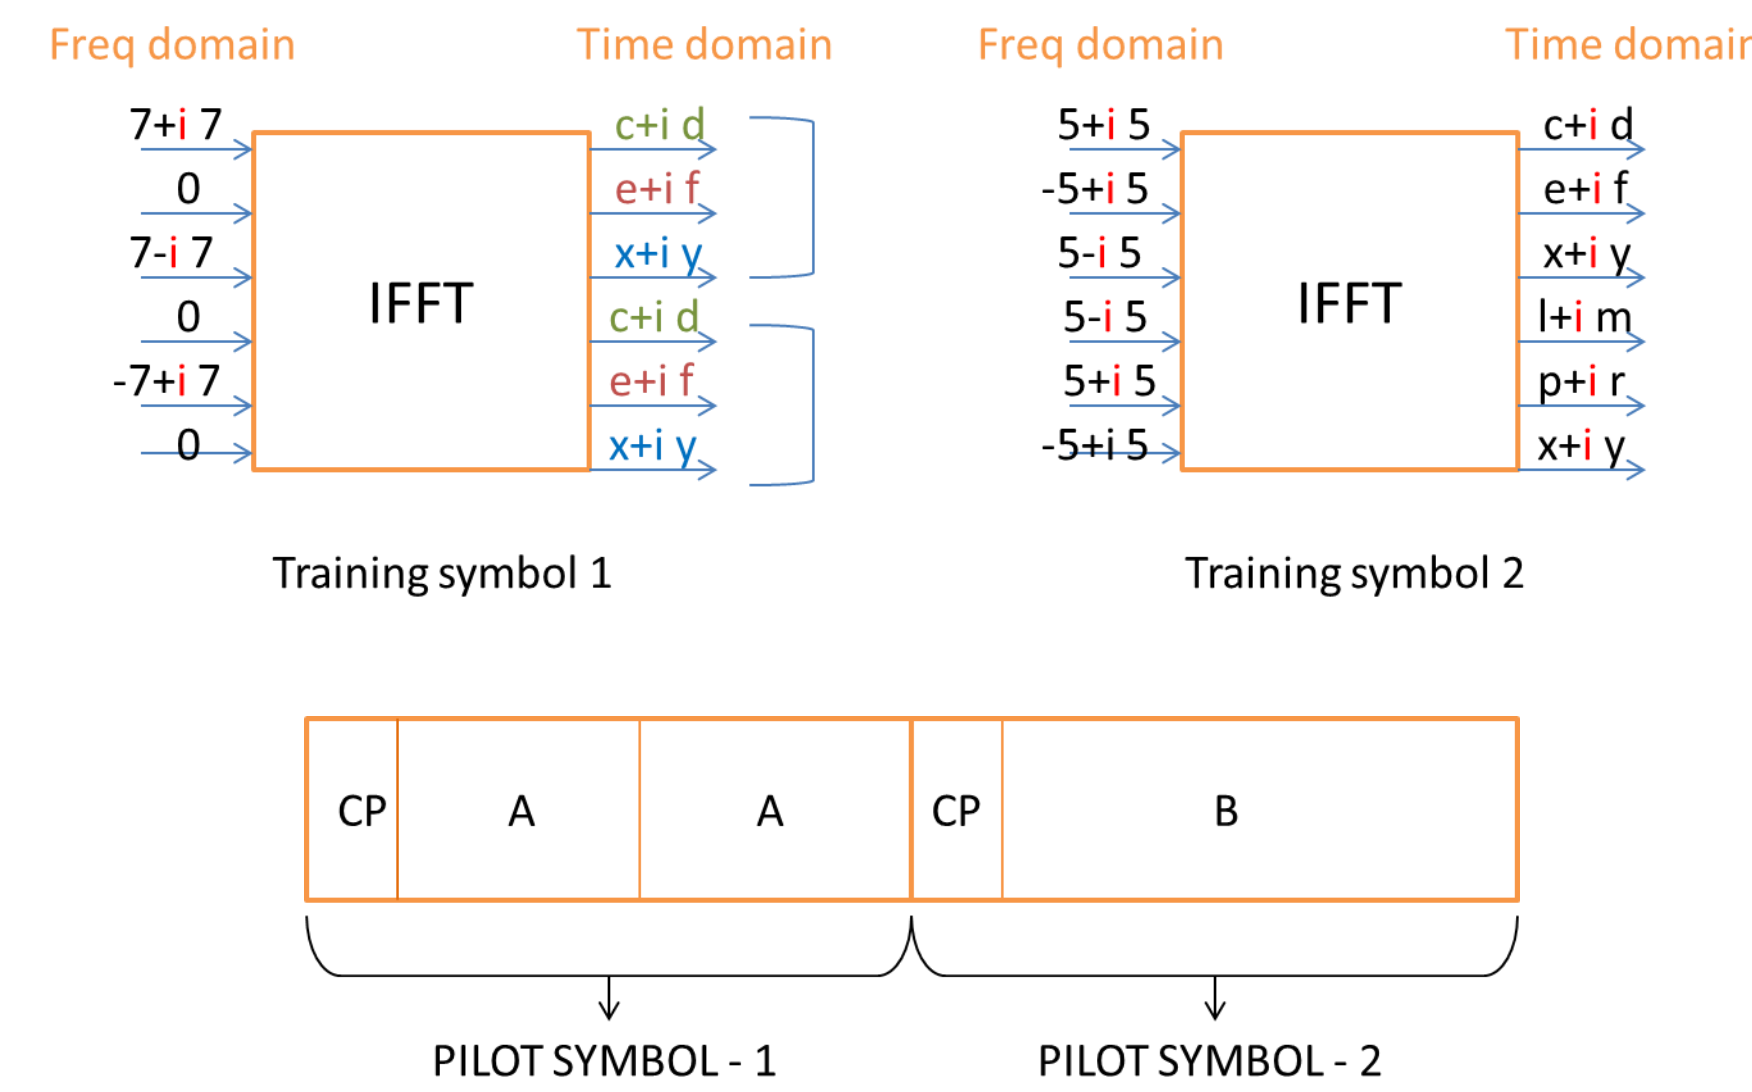 Freq domain Time domain Freq domain Time domain
7+i 7 c+i d 5+i 5 c+i d
0 e+i f -5+i 5 e+i f
7-i 7 x+i y 5-i 5 x+i y
IFFT IFFT
0 c+i d 5-i 5 l+i m
-7+i 7 e+i f 5+i 5 p+i r
0 x+i y -5+i 5 x+i y
Training symbol 1 Training symbol 2
CP A A CP B
PILOT SYMBOL - 1 PILOT SYMBOL - 2